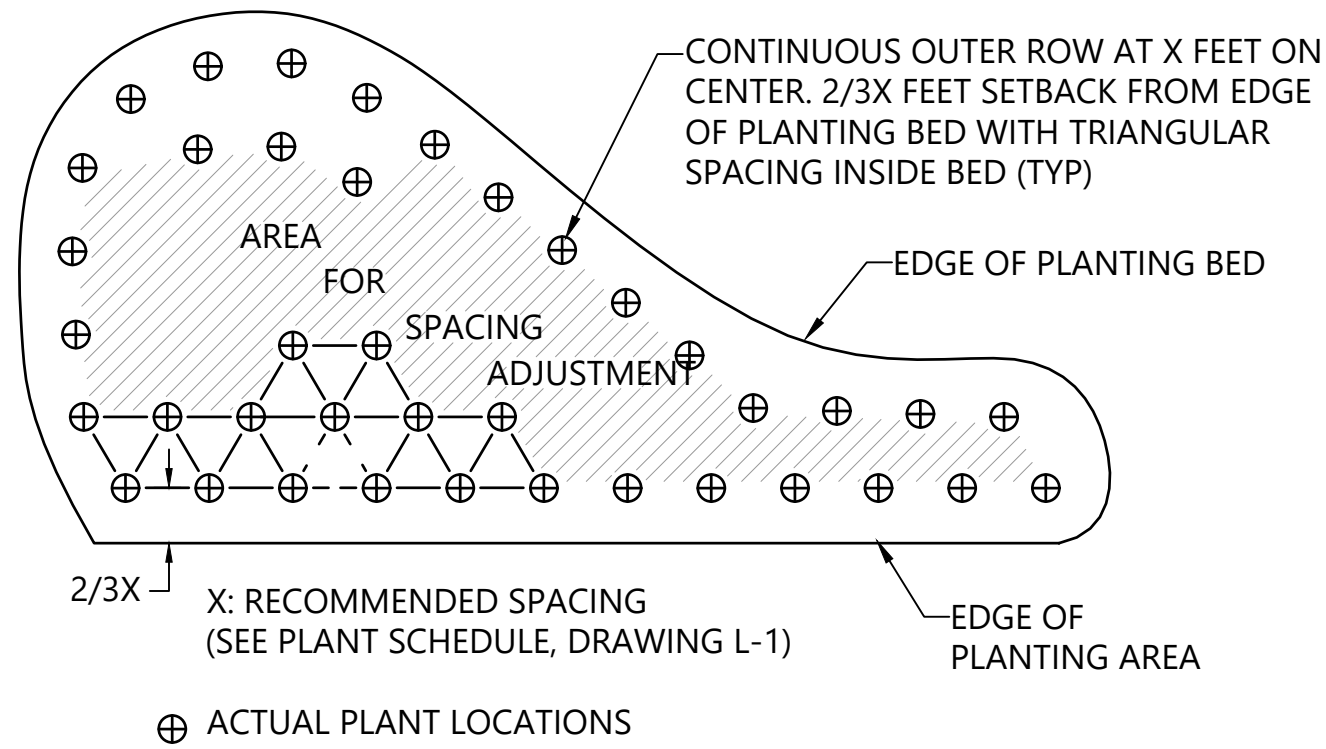 CONTINUOUS OUTER ROW AT X FEET ON
CENTER. 2/3X FEET SETBACK FROM EDGE
OF PLANTING BED WITH TRIANGULAR
SPACING INSIDE BED (TYP)
AREA
FOR
SPACING
ADJUSTMENT
EDGE OF PLANTING BED
2/3X
X: RECOMMENDED SPACING
(SEE PLANT SCHEDULE, DRAWING L-1)
EDGE OF
PLANTING AREA
ACTUAL PLANT LOCATIONS